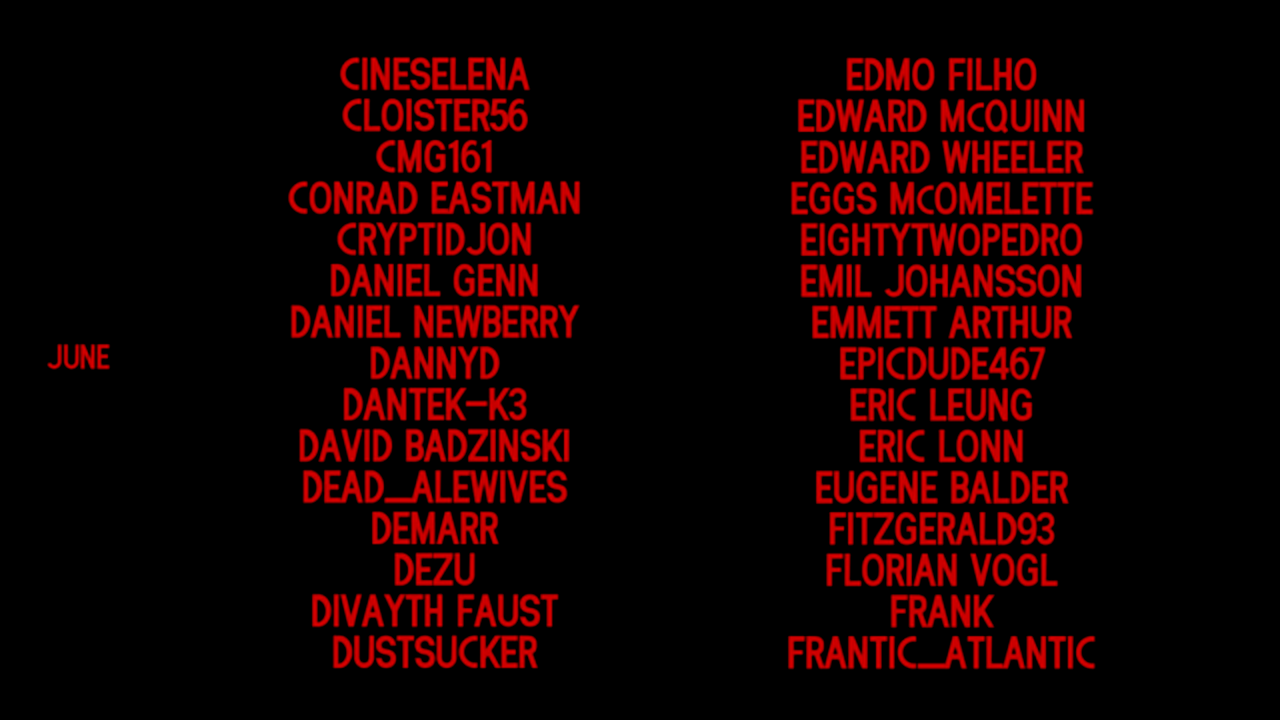 JUNE
CINESELENA
CLOISTER56
CMG161
CONRAD EASTMAN
CRYPTIDJON
DANIEL GENN
DANIEL NEWBERRY
DANNYD
DANTEK-K3
DAVID BADZINSKI
DEAD_ALEWIVES
DEMARR
DEZU
DIVAYTH FAUST
DUSTSUCKER
EDMO FILHO
EDWARD McQUINN
EDWARD WHEELER
EGGS McOMELETTE
EIGHTYTWOPEDRO
EMIL JOHANSSON
EMMETT ARTHUR
EPICDUDE467
ERIC LEUNG
ERIC LONN
EUGENE BALDER
FITZGERALD93
FLORIAN VOGL
FRANK
FRANTIC_ATLANTIC